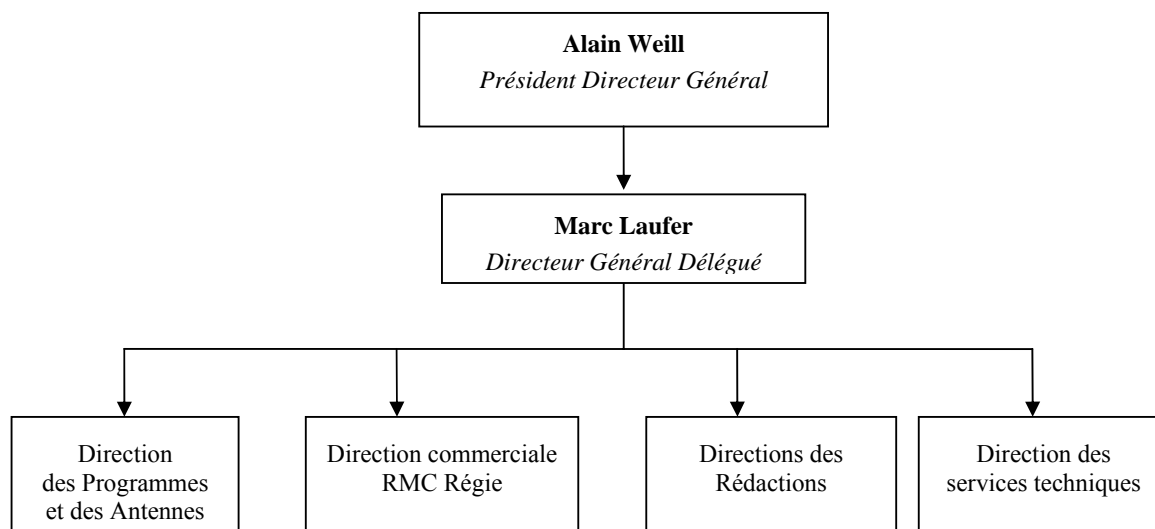 Alain Weill
Président Directeur Général
Marc Laufer
Directeur Général Délégué
Direction
des Programmes
et des Antennes
Direction commerciale
RMC Régie
Directions des
Rédactions
Direction des
services techniques